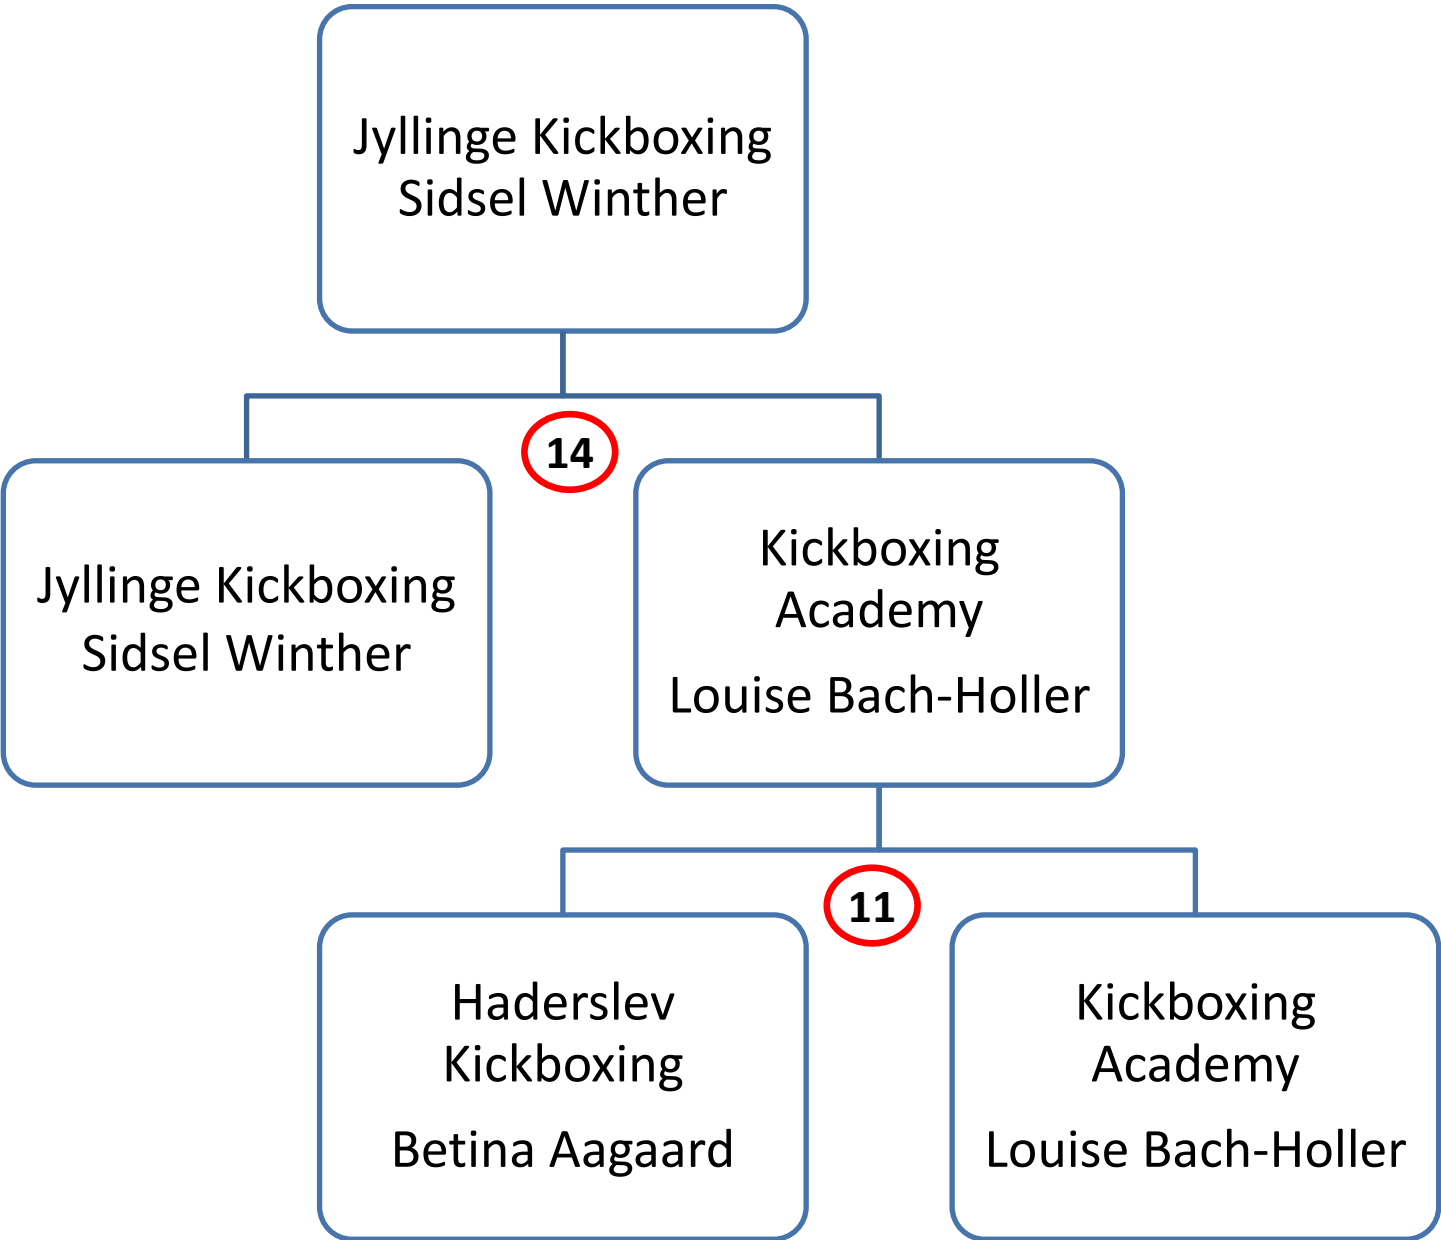 Jyllinge Kickboxing
Sidsel Winther
14
Jyllinge Kickboxing
Sidsel Winther
Kickboxing
Academy
Louise Bach-Holler
11
Haderslev
Kickboxing
Betina Aagaard
Kickboxing
Academy
Louise Bach-Holler